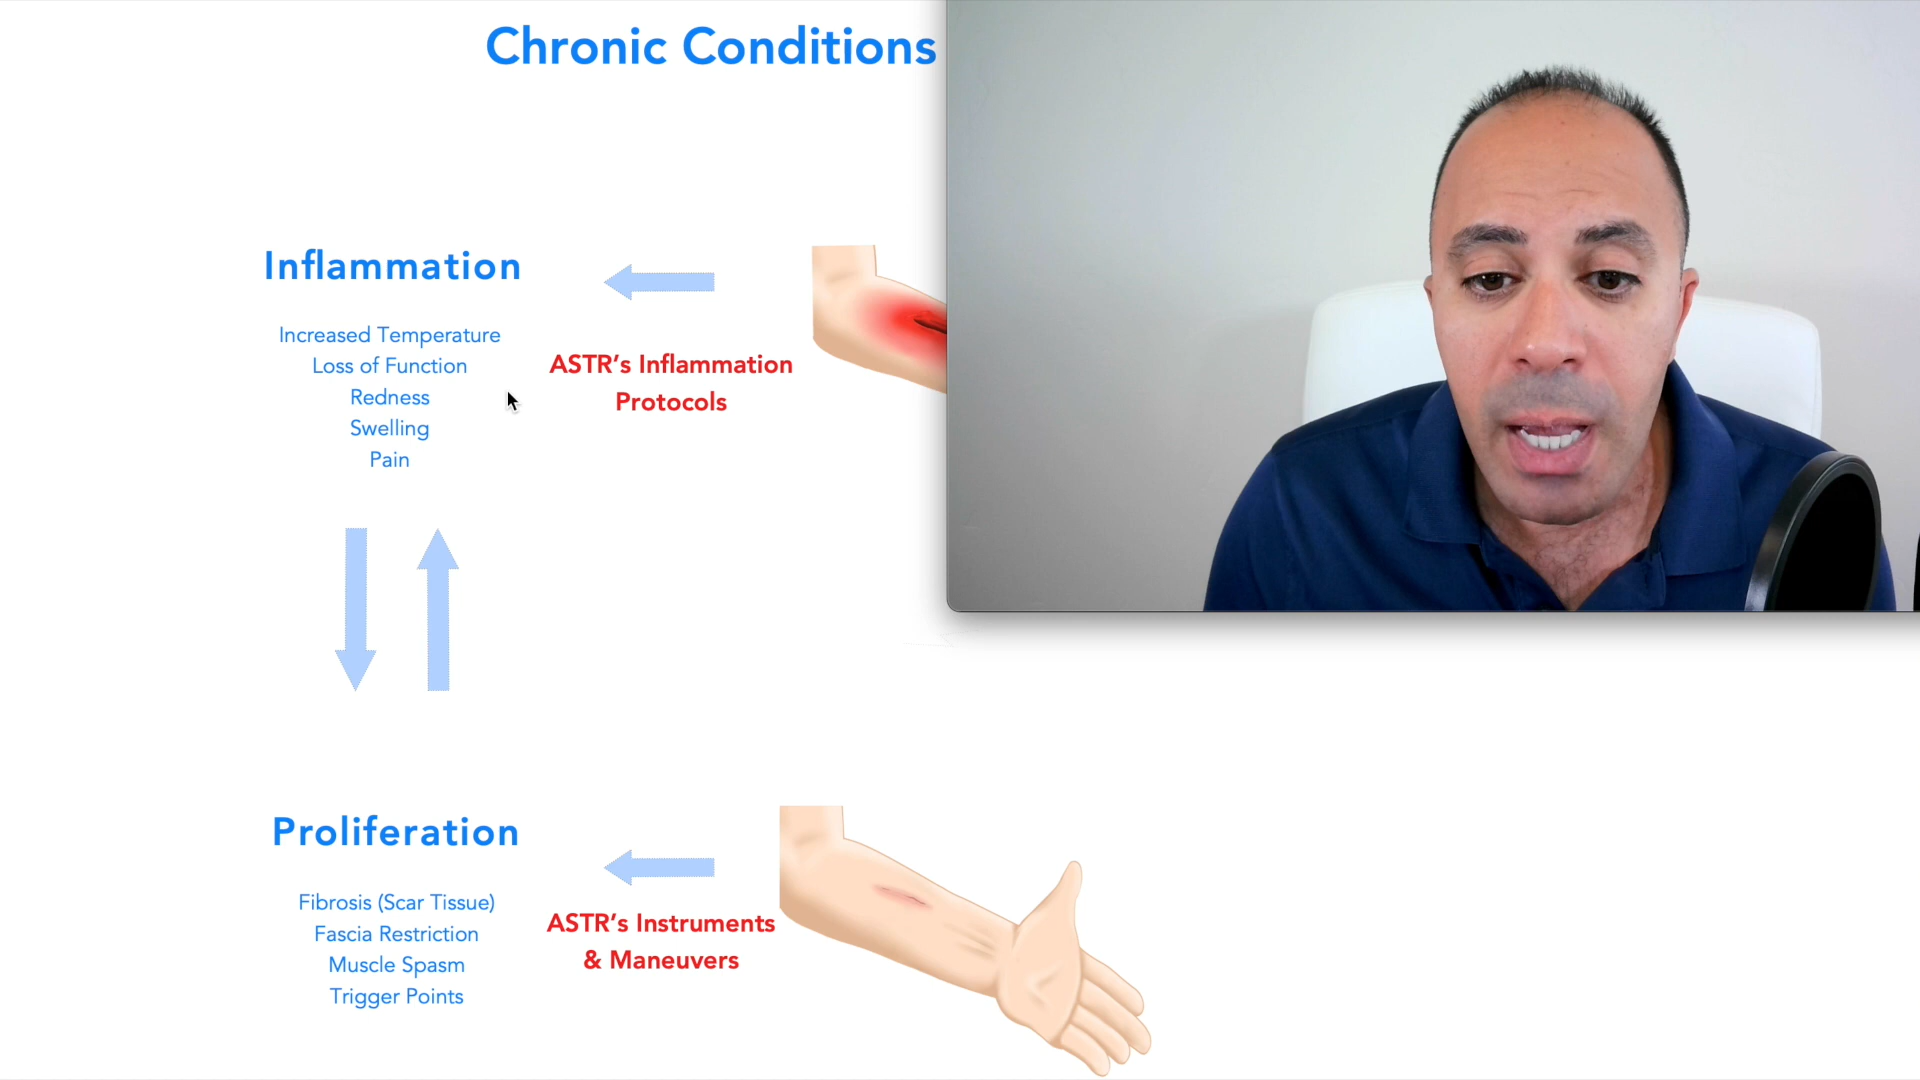 Chronic Conditions
Inflammation
Increased Temperature
Loss of Function
Redness
Swelling
Pain
ASTR’s Inflammation
Protocols
Proliferation
Fibrosis (Scar Tissue)
Fascia Restriction
Muscle Spasm
Trigger Points
ASTR’s Instruments
& Maneuvers